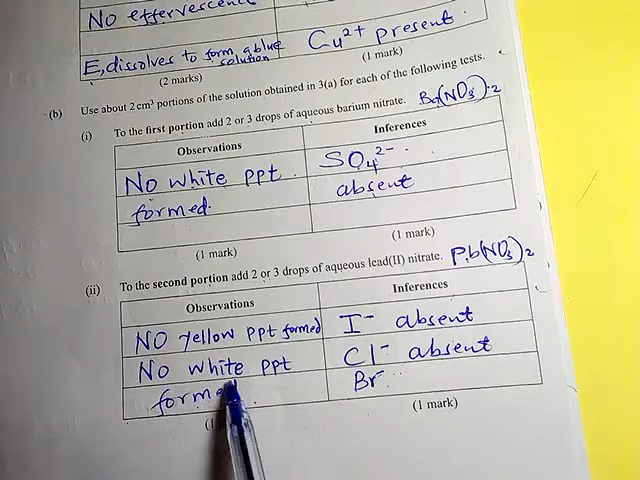 No effervescence
E, dissolves to form a blue solution
Cu2+ present.
(2 marks)
(1 mark)
(b) Use about 2 cm3 portions of the solution obtained in 3(a) for each of the following tests.
(i) To the first portion add 2 or 3 drops of aqueous barium nitrate. Ba(NO3).2
Observations
Inferences
No white ppt.
SO4 2-.
formed.
absent
(1 mark)
(1 mark)
(ii) To the second portion add 2 or 3 drops of aqueous lead(II) nitrate. Pb(NO3)2
Observations
Inferences
NO yellow ppt formed
I- absent
No white ppt
Cl- absent
Br-..
(1 mark)